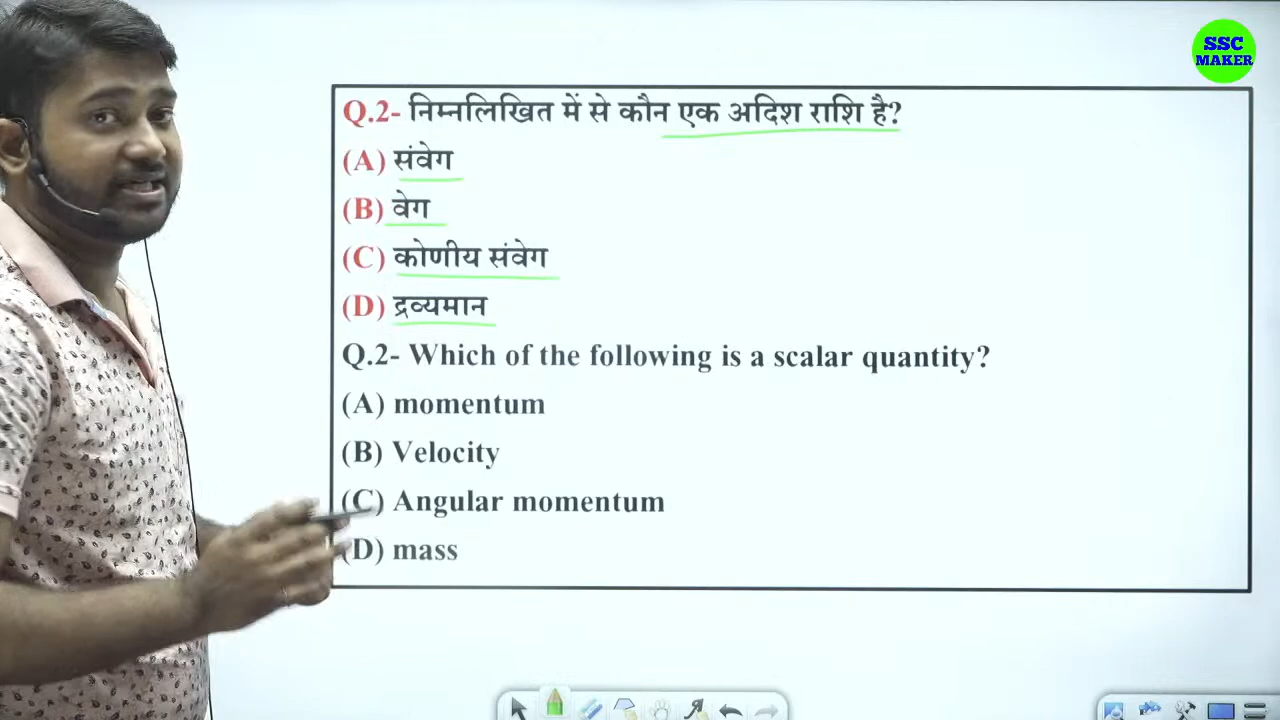 SSC
MAKER
Q.2- निम्नलिखित में से कौन एक अदिश राशि है?
(A) संवेग
(B) वेग
(C) कोणीय संवेग
(D) द्रव्यमान
Q.2- Which of the following is a scalar quantity?
(A) momentum
(B) Velocity
(C) Angular momentum
(D) mass